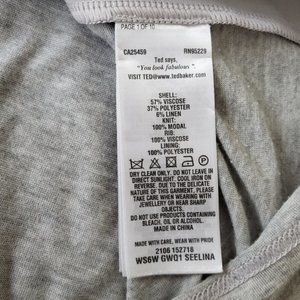 PAGE 1 OF 10
CA25459 RN95229
Ted says,
"You look fabulous".
VISIT TED@WWW.tedbaker.com
SHELL:
57% VISCOSE
37% POLYESTER
6% LINEN
KNIT:
100% MODAL
RIB:
100% VISCOSE
LINING:
100% POLYESTER
DRY CLEAN ONLY. DO NOT LEAVE IN
DIRECT SUNLIGHT. COOL IRON ON
REVERSE. DUE TO THE DELICATE
NATURE OF THIS GARMENT, PLEASE
TAKE CARE WHEN WEARING WITH
JEWELLERY OR NEAR SHARP
OBJECTS.
DO NOT USE PRODUCTS CONTAINING
BLEACH, OIL OR ALCOHOL.
MADE IN CHINA
MADE WITH CARE, WEAR WITH PRIDE
2106 152718
WS6W GWQ1 SEELINA